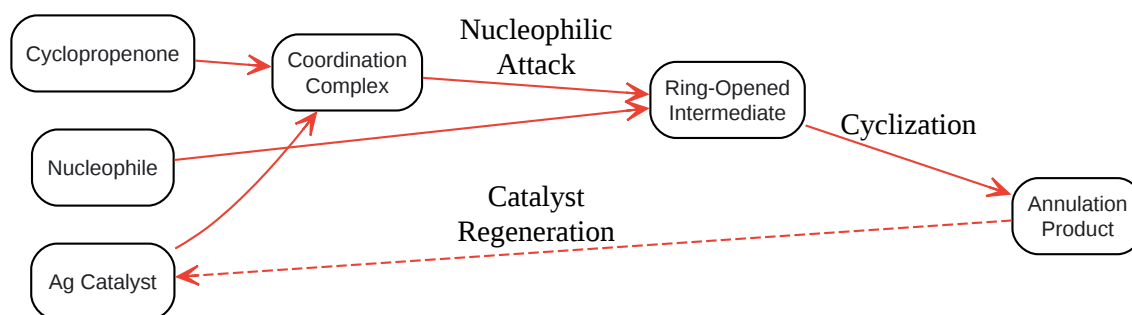 Cyclopropenone
Coordination
Complex
Nucleophilic
Attack
Ring-Opened
Intermediate
Cyclization
Nucleophile
Catalyst
Regeneration
Annulation
Product
Ag Catalyst